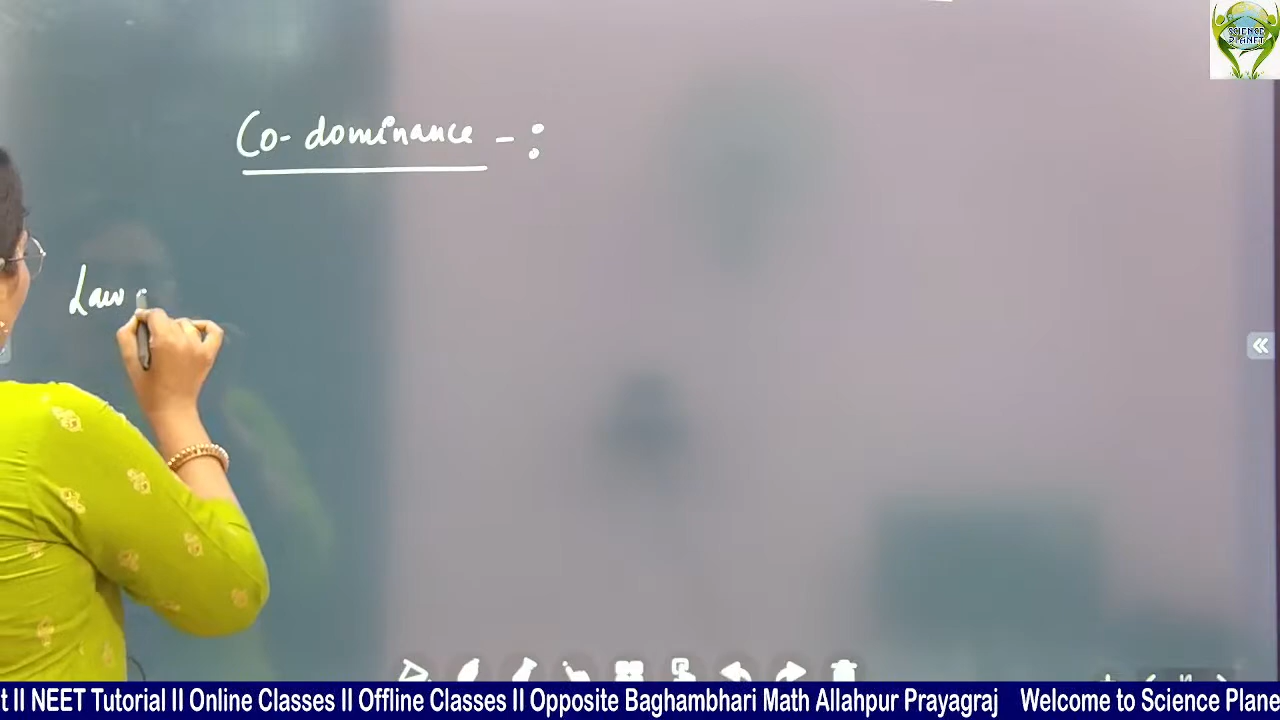 SCIENCE
PLANET
Co-dominance -:
Law
t II NEET Tutorial II Online Classes II Offline Classes II Opposite Baghambhari Math Allahpur Prayagraj Welcome to Science Plane